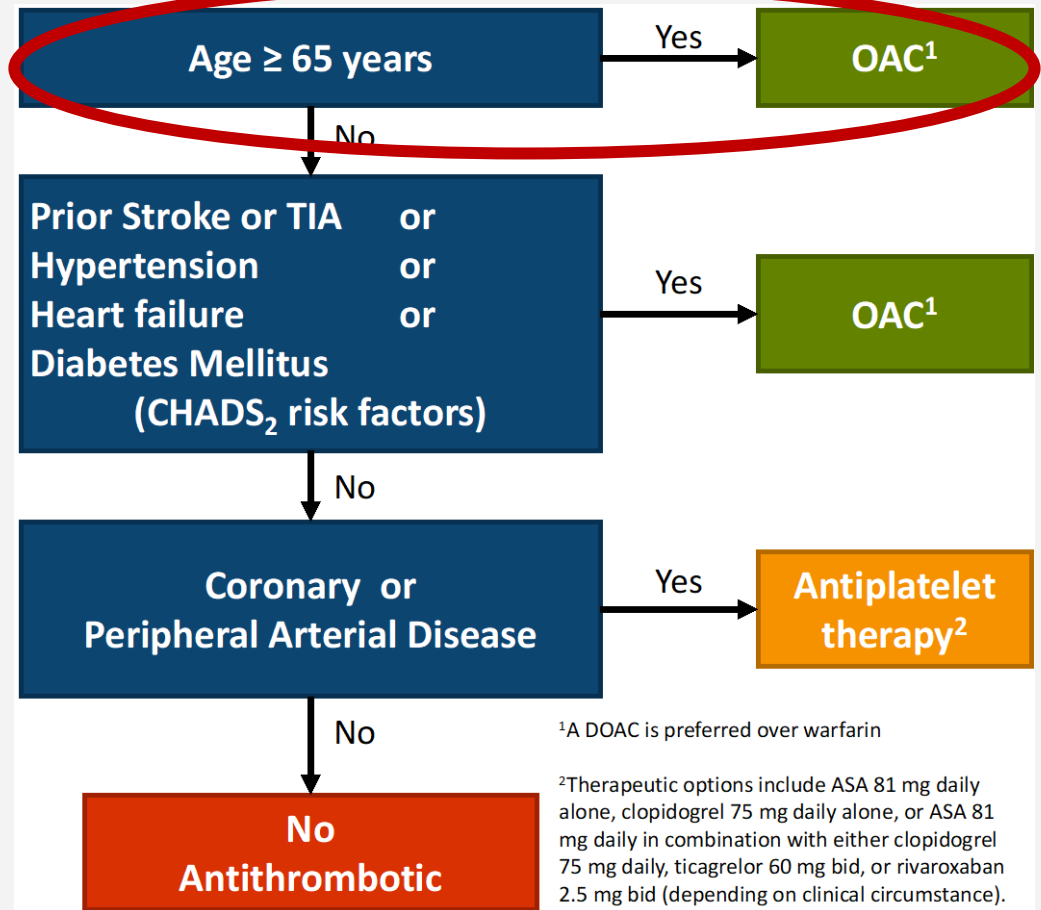 Age ≥ 65 years
Yes
OAC¹
No
Prior Stroke or TIA or
Hypertension or
Heart failure or
Diabetes Mellitus
(CHADS₂ risk factors)
Yes
OAC¹
No
Coronary or
Peripheral Arterial Disease
Yes
Antiplatelet
therapy²
No
No
Antithrombotic
¹A DOAC is preferred over warfarin
²Therapeutic options include ASA 81 mg daily
alone, clopidogrel 75 mg daily alone, or ASA 81
mg daily in combination with either clopidogrel
75 mg daily, ticagrelor 60 mg bid, or rivaroxaban
2.5 mg bid (depending on clinical circumstance).